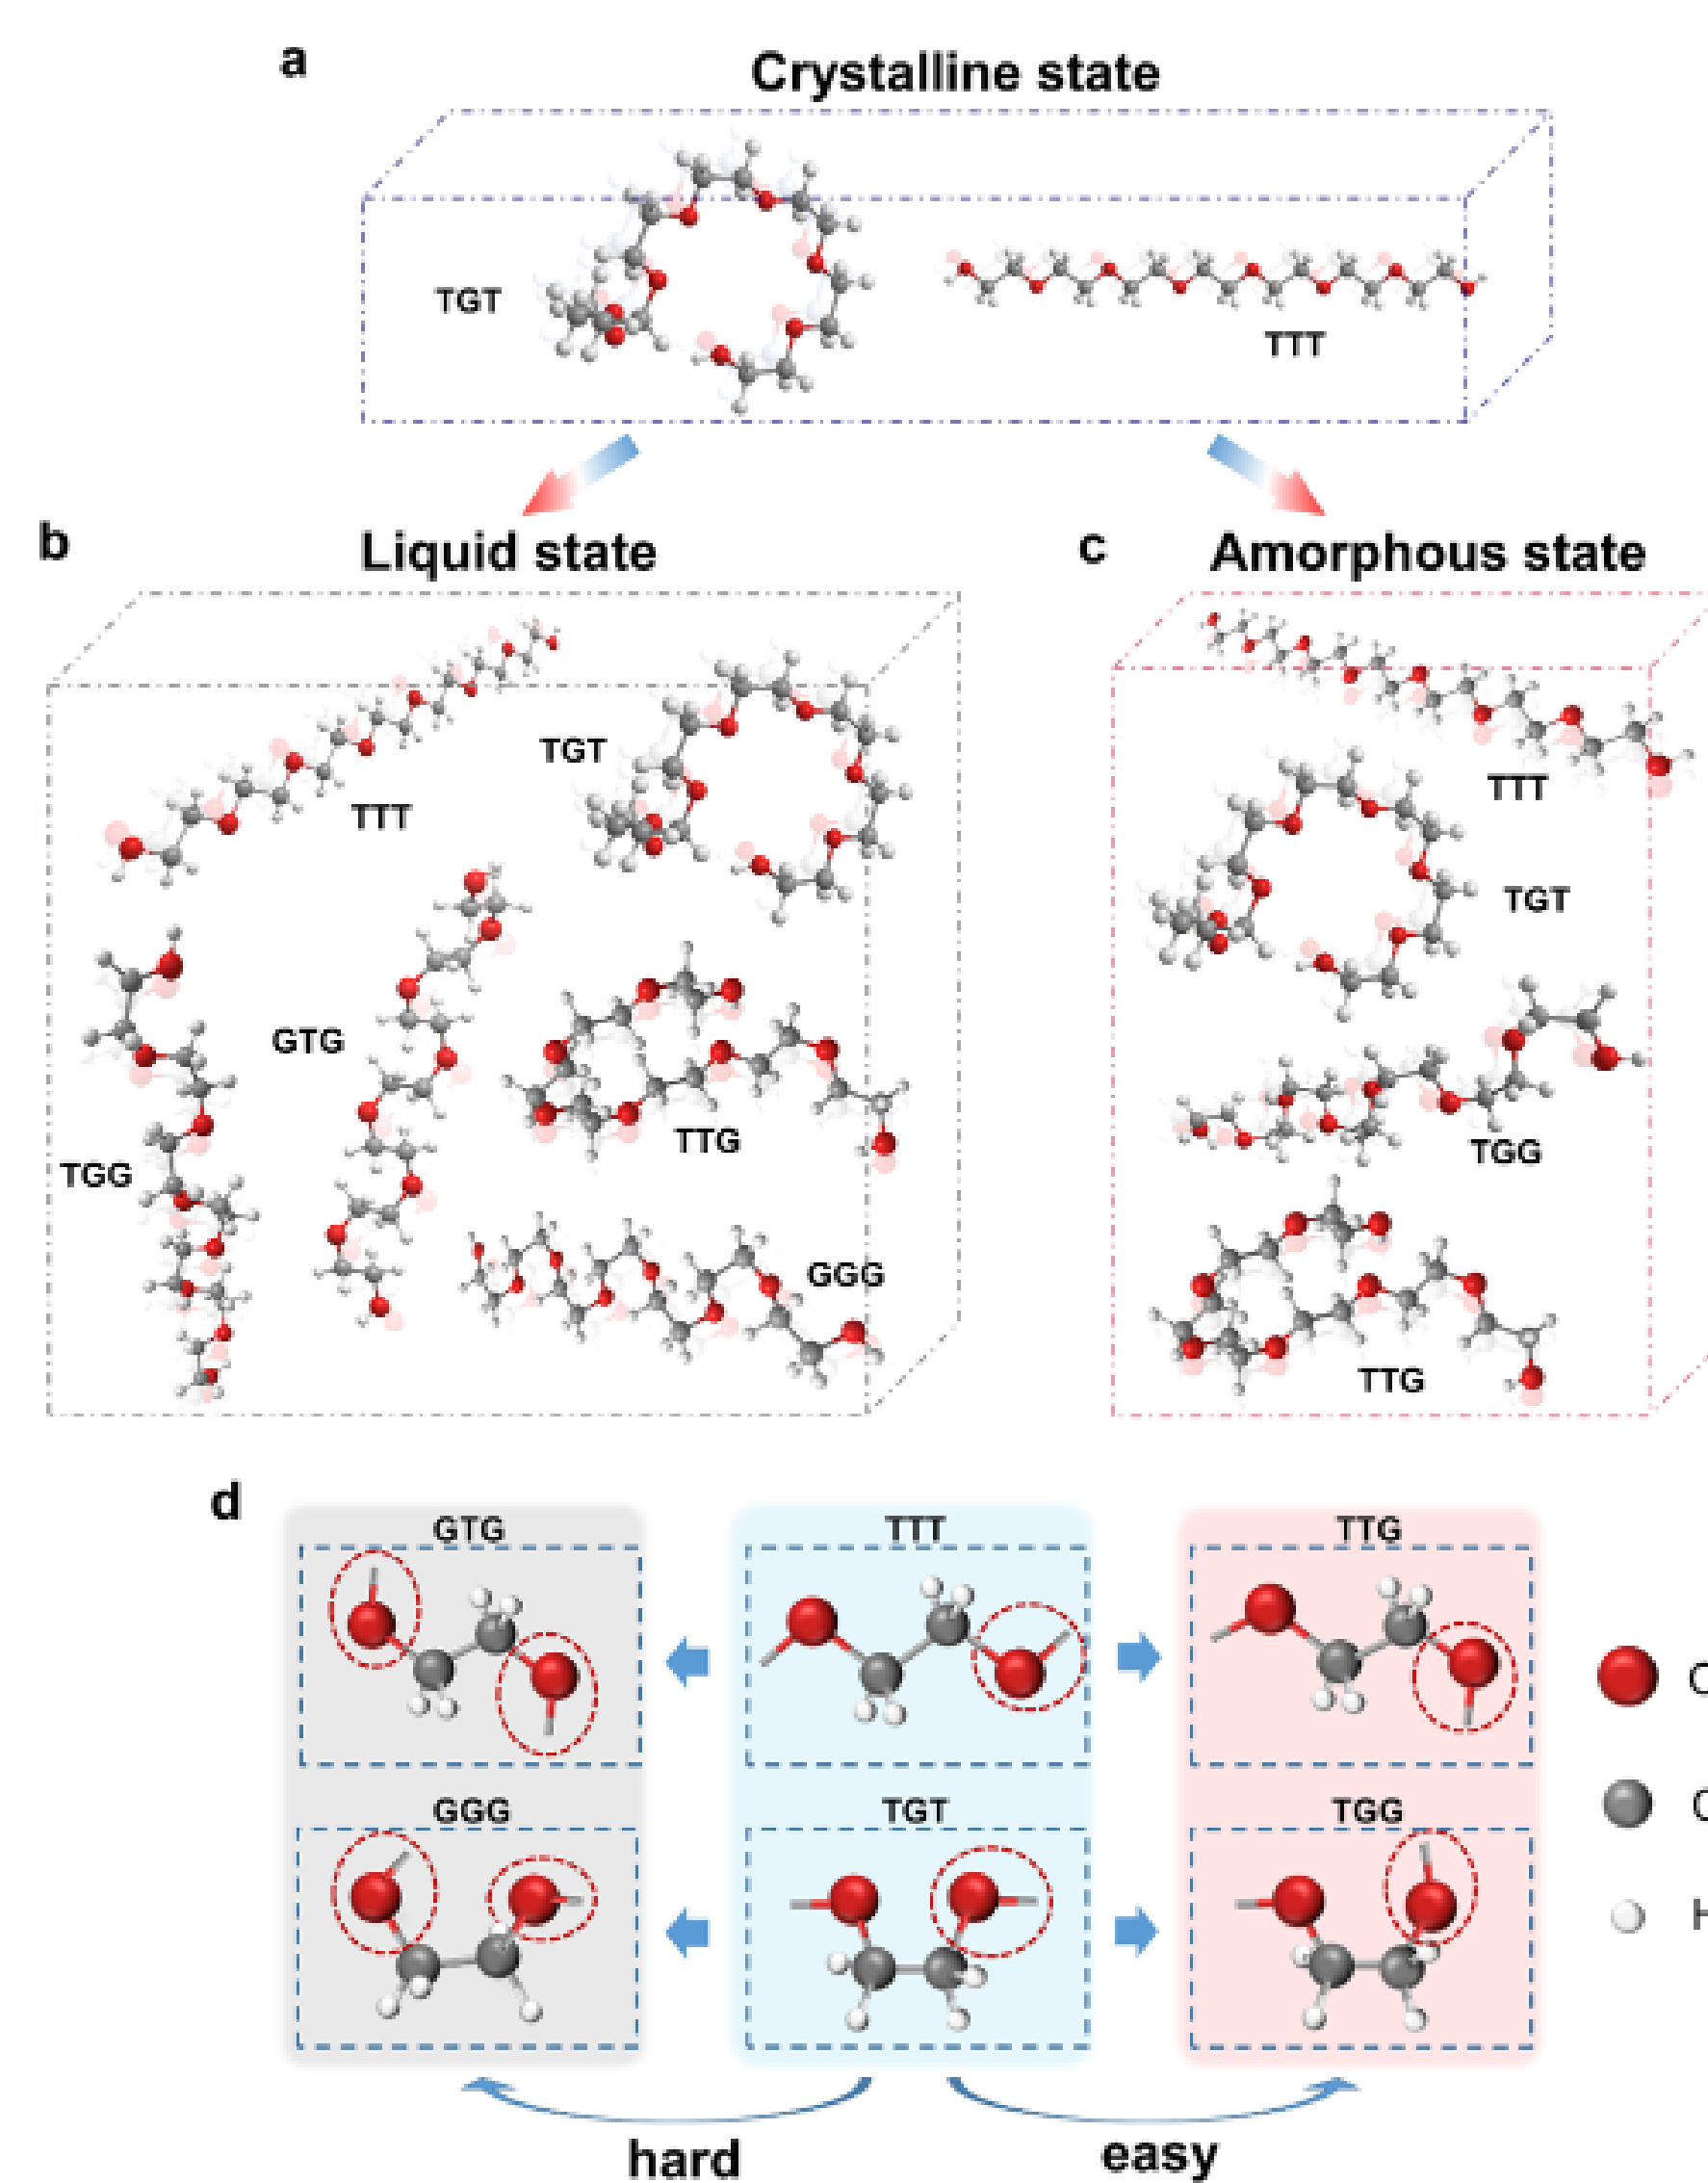 a
Crystalline state
TGT
TTT
b
Liquid state
TTT
TGT
GTG
TGG
TTG
GGG
c
Amorphous state
TTT
TGT
TGG
TTG
d
GTG
TTT
TTG
GGG
TGT
TGG
H
hard
easy